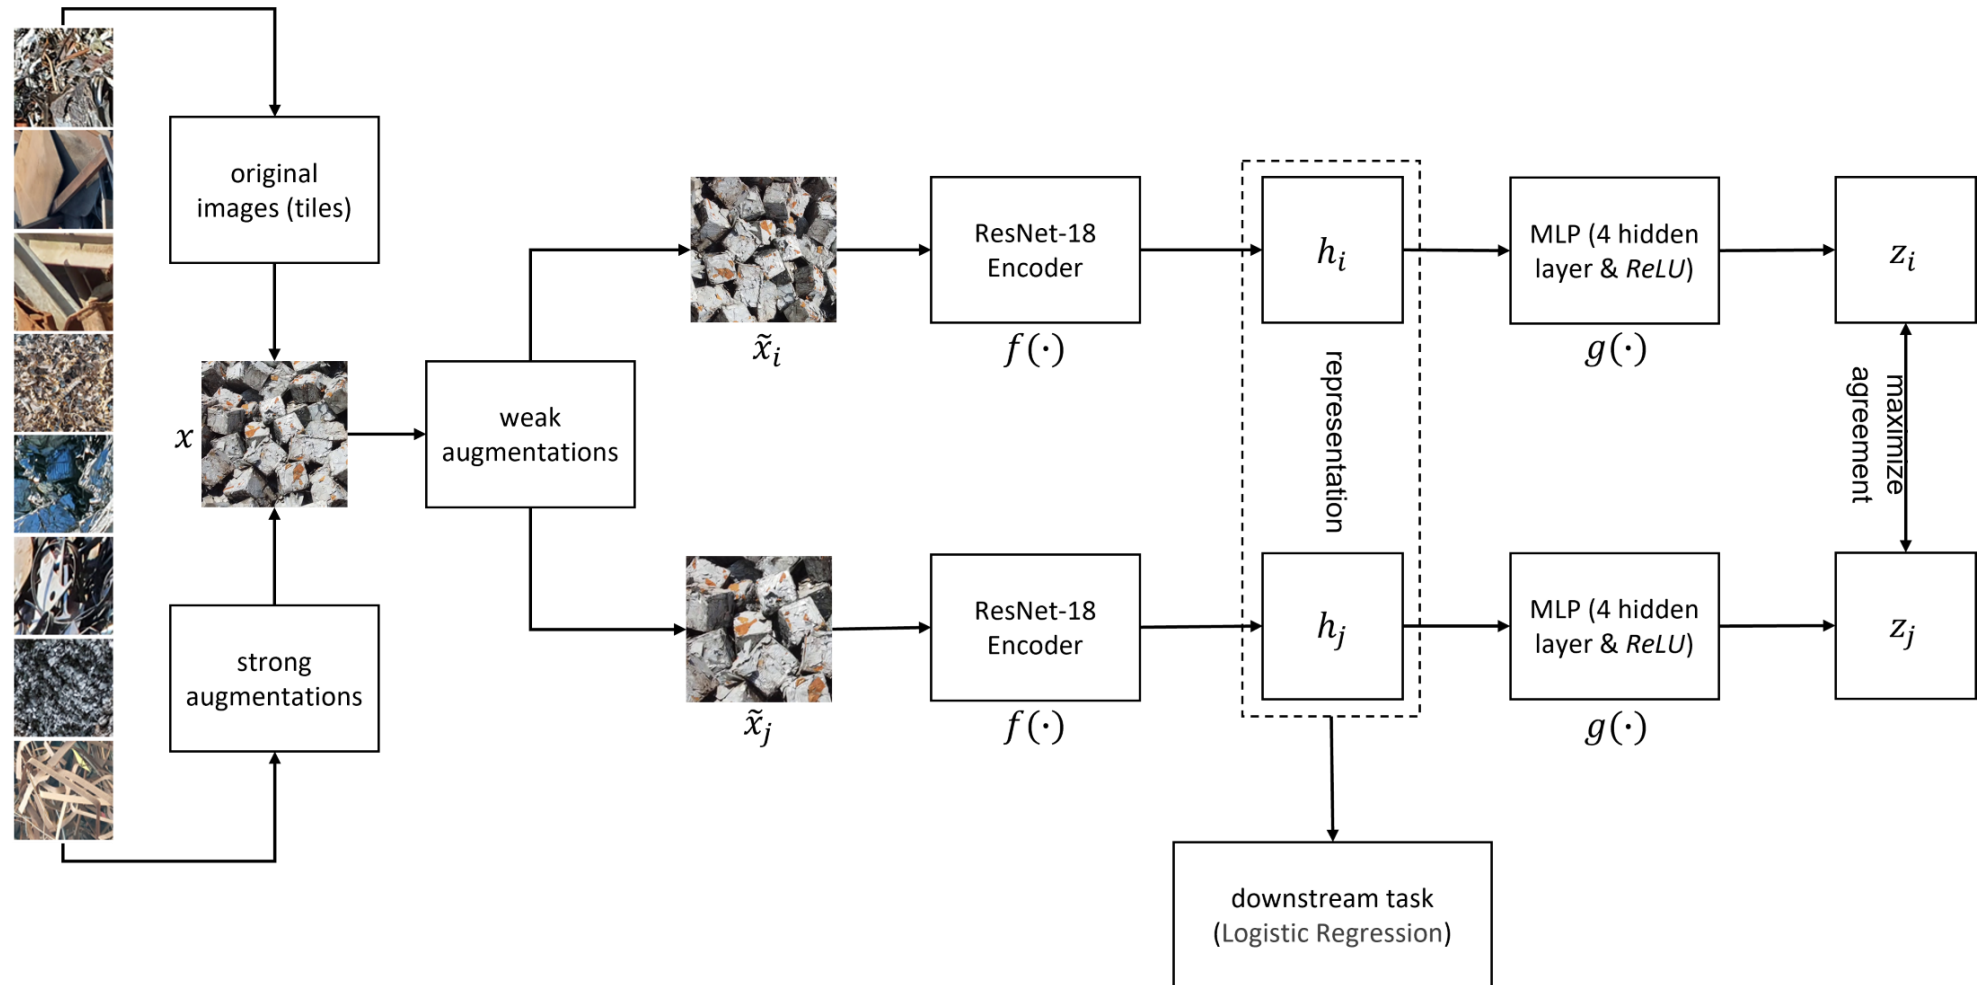 original
images (tiles)
x
strong
augmentations
weak
augmentations
x̃ᵢ
x̃ⱼ
ResNet-18
Encoder
f(·)
ResNet-18
Encoder
f(·)
hᵢ
representation
hⱼ
MLP (4 hidden
layer & ReLU)
g(·)
MLP (4 hidden
layer & ReLU)
g(·)
zᵢ
maximize
agreement
zⱼ
downstream task
(Logistic Regression)